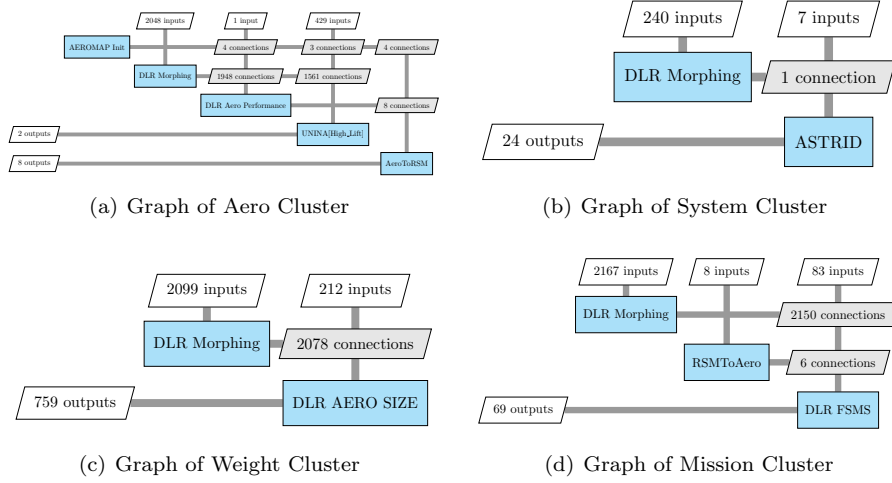 2048 inputs 1 input 429 inputs
AEROMAP Init 4 connections 3 connections 4 connections
DLR Morphing 1948 connections 1561 connections
DLR Aero Performance 8 connections
2 outputs UNINA[High_Lift]
8 outputs AeroToRSM
(a) Graph of Aero Cluster
240 inputs 7 inputs
DLR Morphing 1 connection
24 outputs ASTRID
(b) Graph of System Cluster
2099 inputs 212 inputs
DLR Morphing 2078 connections
759 outputs DLR AERO SIZE
(c) Graph of Weight Cluster
2167 inputs 8 inputs 83 inputs
DLR Morphing 2150 connections
RSMToAero 6 connections
69 outputs DLR FSMS
(d) Graph of Mission Cluster